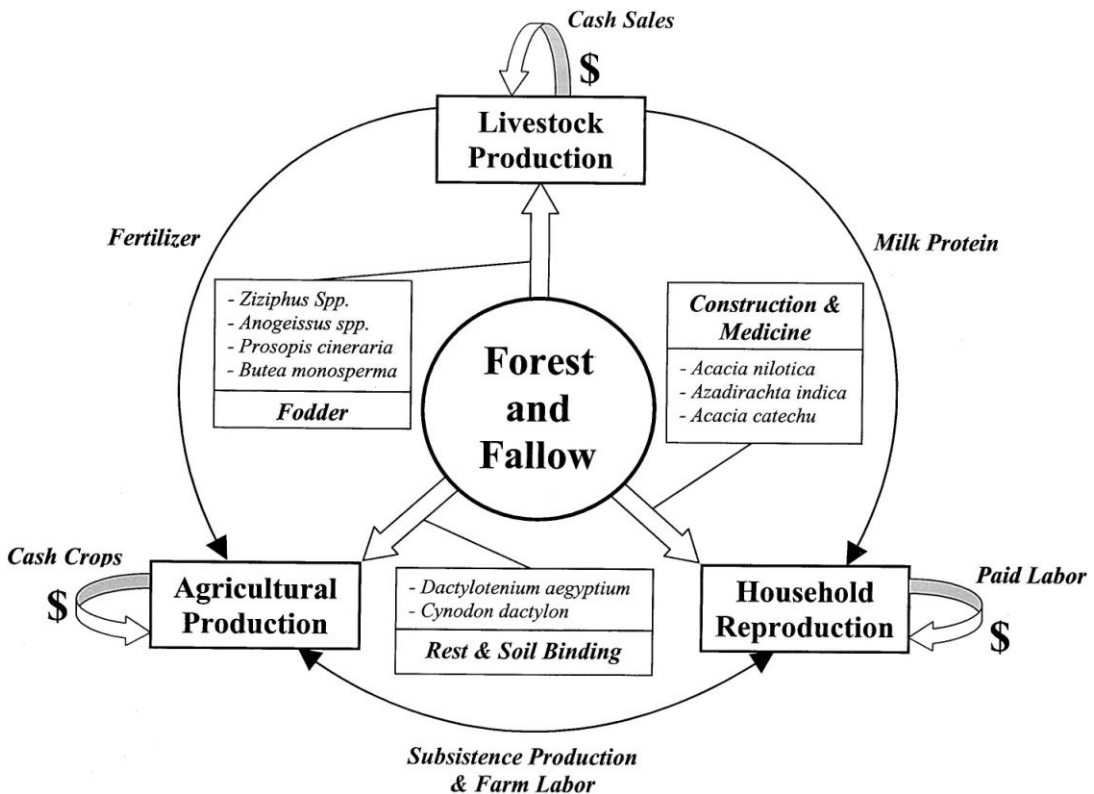 Cash Sales
$
Livestock
Production
Fertilizer
Milk Protein
- Ziziphus Spp.
- Anogeissus spp.
- Prosopis cineraria
- Butea monosperma
Fodder
Construction &
Medicine
- Acacia nilotica
- Azadirachta indica
- Acacia catechu
Forest
and
Fallow
Cash Crops
$
Agricultural
Production
- Dactylotenium aegyptium
- Cynodon dactylon
Rest & Soil Binding
Household
Reproduction
Paid Labor
$
Subsistence Production
& Farm Labor